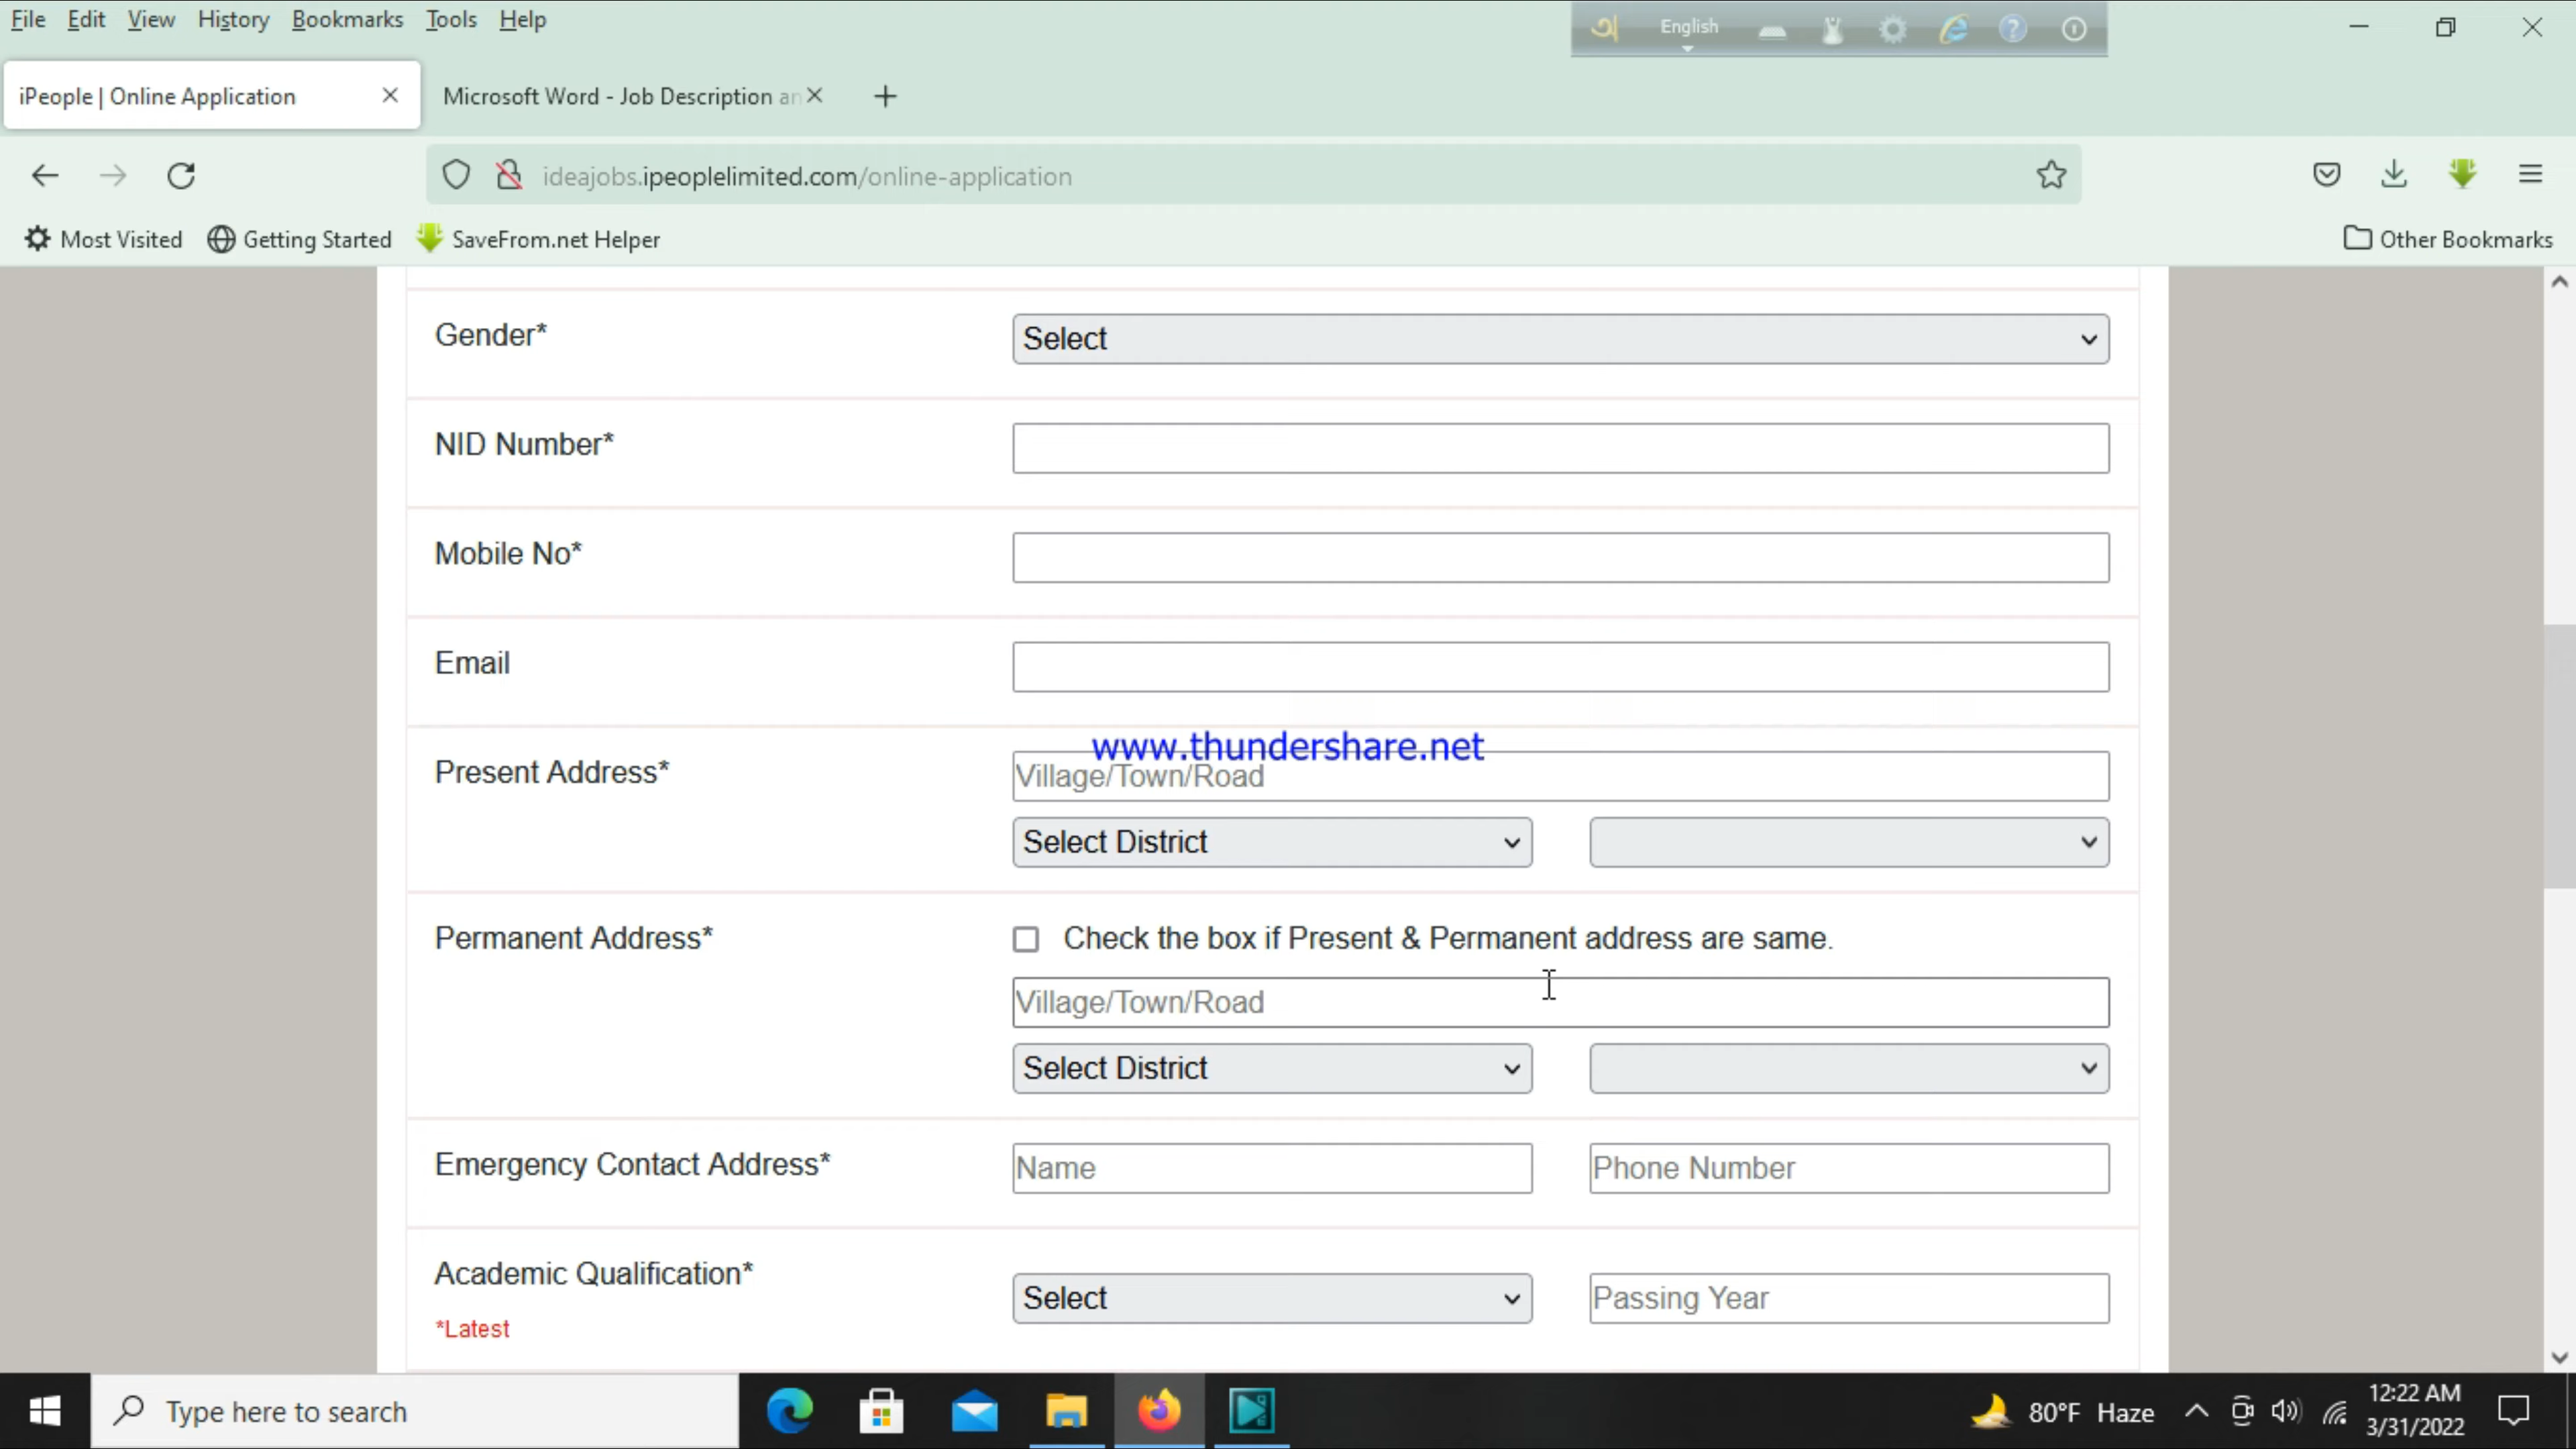 File Edit View History Bookmarks Tools Help
অ English
iPeople | Online Application
Microsoft Word - Job Description an
ideajobs.ipeoplelimited.com/online-application
Most Visited Getting Started SaveFrom.net Helper Other Bookmarks
Gender* Select
NID Number*
Mobile No*
Email
www.thundershare.net
Present Address* Village/Town/Road
Select District
Permanent Address* Check the box if Present & Permanent address are same.
Village/Town/Road
Select District
Emergency Contact Address* Name Phone Number
Academic Qualification*
Select Passing Year
*Latest
Type here to search
80°F Haze
12:22 AM
3/31/2022